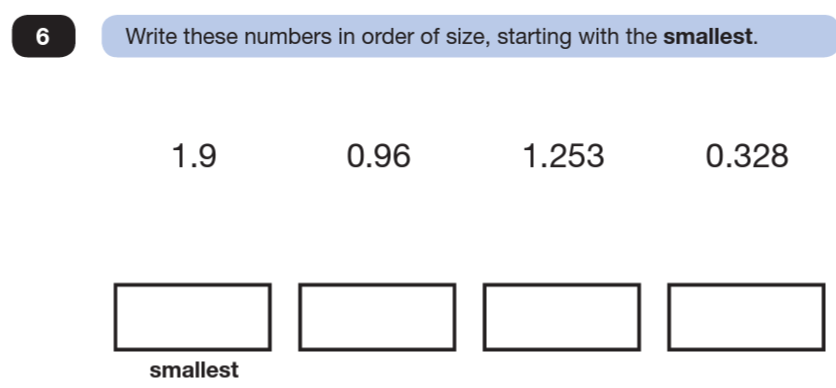 6 Write these numbers in order of size, starting with the smallest.
1.9 0.96 1.253 0.328
smallest